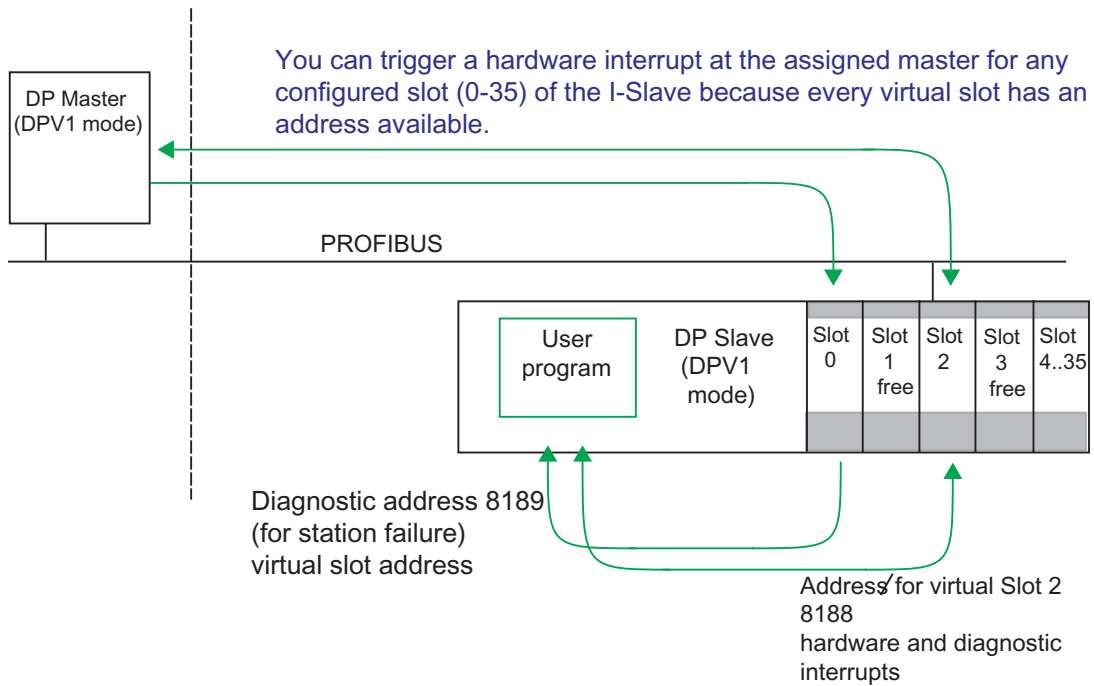 You can trigger a hardware interrupt at the assigned master for any
configured slot (0-35) of the I-Slave because every virtual slot has an
address available.
DP Master
(DPV1 mode)
PROFIBUS
User
program
DP Slave
(DPV1
mode)
Slot
0
Slot
1
free
Slot
2
Slot
3
free
Slot
4..35
Diagnostic address 8189
(for station failure)
virtual slot address
Address/for virtual Slot 2
8188
hardware and diagnostic
interrupts